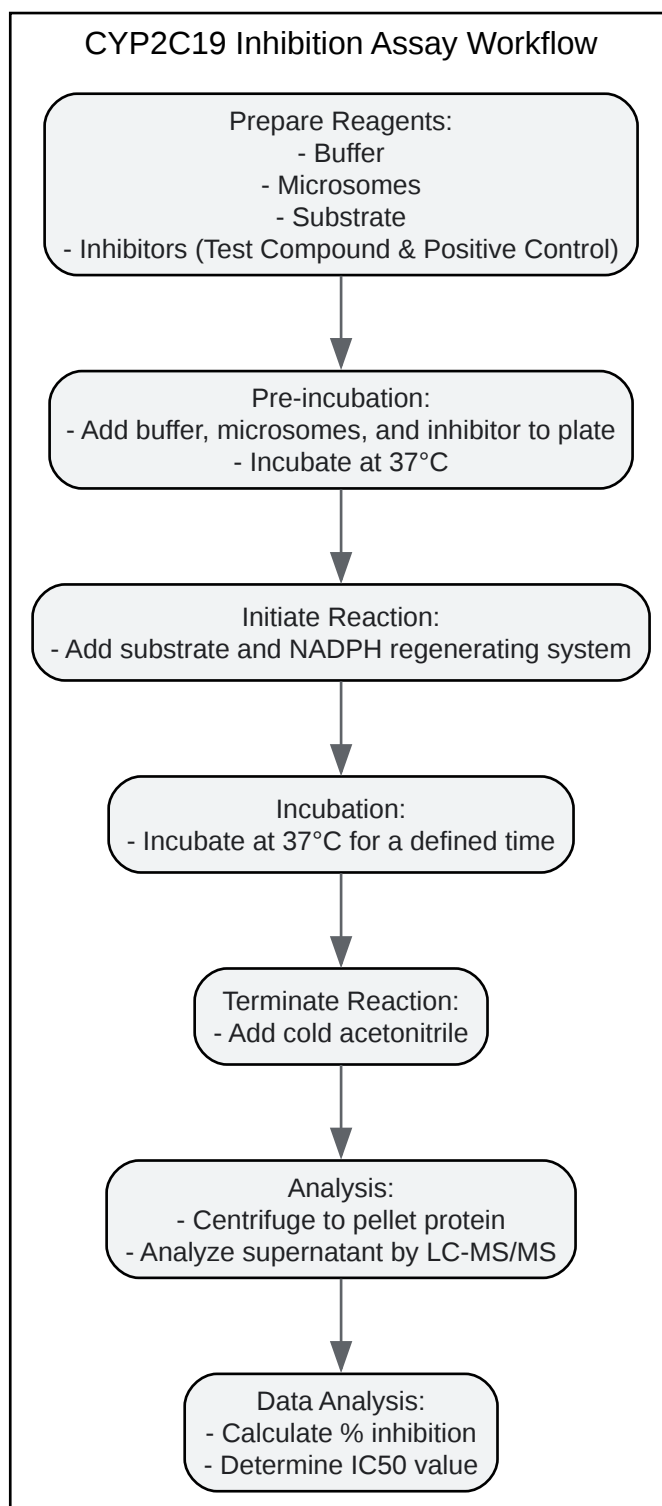 CYP2C19 Inhibition Assay Workflow
Prepare Reagents:
- Buffer
- Microsomes
- Substrate
- Inhibitors (Test Compound & Positive Control)
Pre-incubation:
- Add buffer, microsomes, and inhibitor to plate
- Incubate at 37°C
Initiate Reaction:
- Add substrate and NADPH regenerating system
Incubation:
- Incubate at 37°C for a defined time
Terminate Reaction:
- Add cold acetonitrile
Analysis:
- Centrifuge to pellet protein
- Analyze supernatant by LC-MS/MS
Data Analysis:
- Calculate % inhibition
- Determine IC50 value